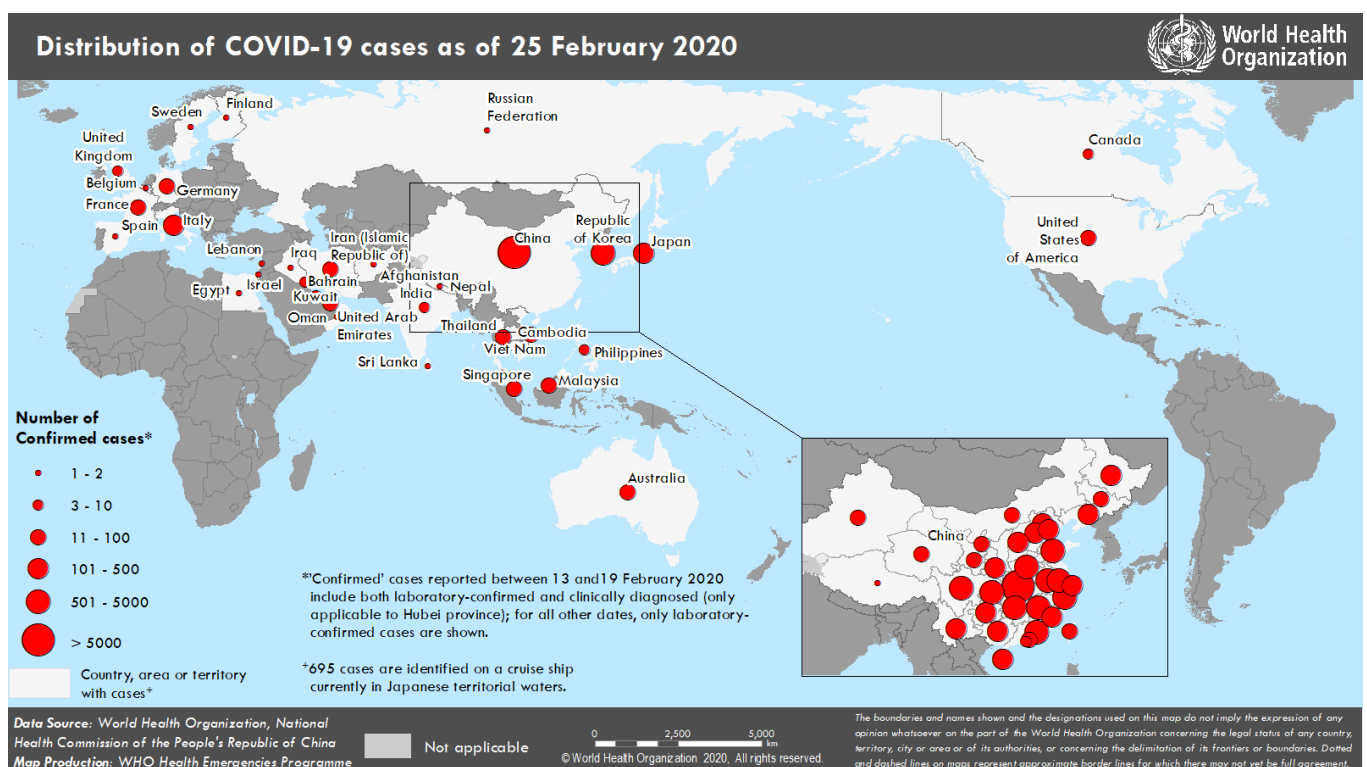 Distribution of COVID-19 cases as of 25 February 2020
World Health
Organization
Sweden
Finland
Russian
Federation
United
Kingdom
Belgium
Germany
France
Spain
Italy
Canada
United
States
of America
Republic
of Korea
Japan
China
Lebanon
Iraq
Iran (Islamic
Republic of)
Afghanistan
Bahrain
Israel
Egypt
Kuwait
India
Nepal
Oman
United Arab
Emirates
Thailand
Cambodia
Viet Nam
Philippines
Sri Lanka
Singapore
Malaysia
Australia
China
Number of
Confirmed cases*
1 - 2
3 - 10
11 - 100
101 - 500
501 - 5000
> 5000
Country, area or territory
with cases+
*'Confirmed' cases reported between 13 and19 February 2020
include both laboratory-confirmed and clinically diagnosed (only
applicable to Hubei province); for all other dates, only laboratory-
confirmed cases are shown.
+695 cases are identified on a cruise ship
currently in Japanese territorial waters.
Data Source: World Health Organization, National
Health Commission of the People's Republic of China
Map Production: WHO Health Emergencies Programme
Not applicable
0 2,500 5,000
km
© World Health Organization 2020, All rights reserved.
The boundaries and names shown and the designations used on this map do not imply the expression of any
opinion whatsoever on the part of the World Health Organization concerning the legal status of any country,
territory, city or area or of its authorities, or concerning the delimitation of its frontiers or boundaries. Dotted
and dashed lines on maps represent approximate border lines for which there may not yet be full agreement.